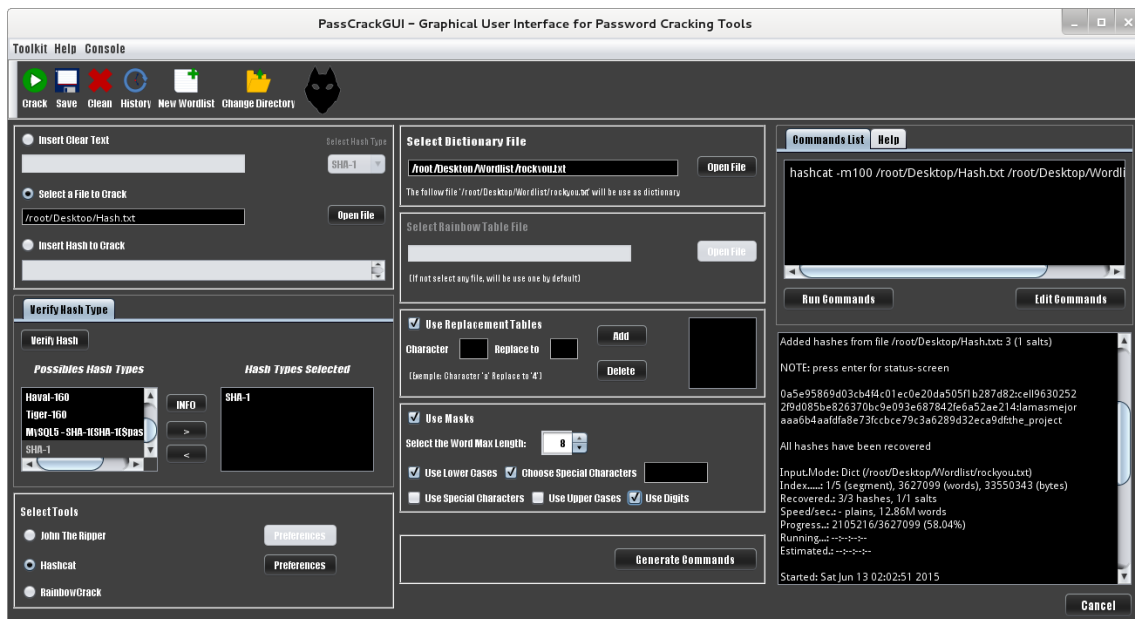 PassCrackGUI – Graphical User Interface for Password Cracking Tools
Toolkit Help Console
Crack Save Clean History New Wordlist Change Directory
Insert Clear Text
Select Hash Type
SHA-1
Select a File to Crack
/root/Desktop/Hash.txt
Open File
Insert Hash to Crack
Verify Hash Type
Verify Hash
Possibles Hash Types
Hash Types Selected
Haval-160
Tiger-160
MySQL5 - SHA-1(SHA-1($pas
SHA-1
INFO
>
<
SHA-1
Select Tools
John The Ripper
Preferences
Hashcat
Preferences
RainbowCrack
Select Dictionary File
/root/Desktop/Wordlist/rockyou.txt
Open File
The follow file '/root/Desktop/Wordlist/rockyou.txt' will be use as dictionary
Select Rainbow Table File
Open File
(If not select any file, will be use one by default)
Use Replacement Tables
Character
Replace to
Add
(Exemple: Character 'a' Replace to '4')
Delete
Use Masks
Select the Word Max Length:
8
Use Lower Cases
Choose Special Characters
Use Special Characters
Use Upper Cases
Use Digits
Generate Commands
Commands List
Help
hashcat -m100 /root/Desktop/Hash.txt /root/Desktop/Wordli
Run Commands
Edit Commands
Added hashes from file /root/Desktop/Hash.txt: 3 (1 salts)
NOTE: press enter for status-screen
0a5e95869d03cb4f4c01ec0e20da505f1b287d82:cell9630252
2f9d085be826370bc9e093e687842fe6a52ae214:lamasmejor
aaa6b4aafdfa8e73fccbce79c3a6289d32eca9df:the_project
All hashes have been recovered
Input.Mode: Dict (/root/Desktop/Wordlist/rockyou.txt)
Index.....: 1/5 (segment), 3627099 (words), 33550343 (bytes)
Recovered.: 3/3 hashes, 1/1 salts
Speed/sec.: - plains, 12.86M words
Progress..: 2105216/3627099 (58.04%)
Running...: --:--:--:--
Estimated.: --:--:--:--
Started: Sat Jun 13 02:02:51 2015
Cancel